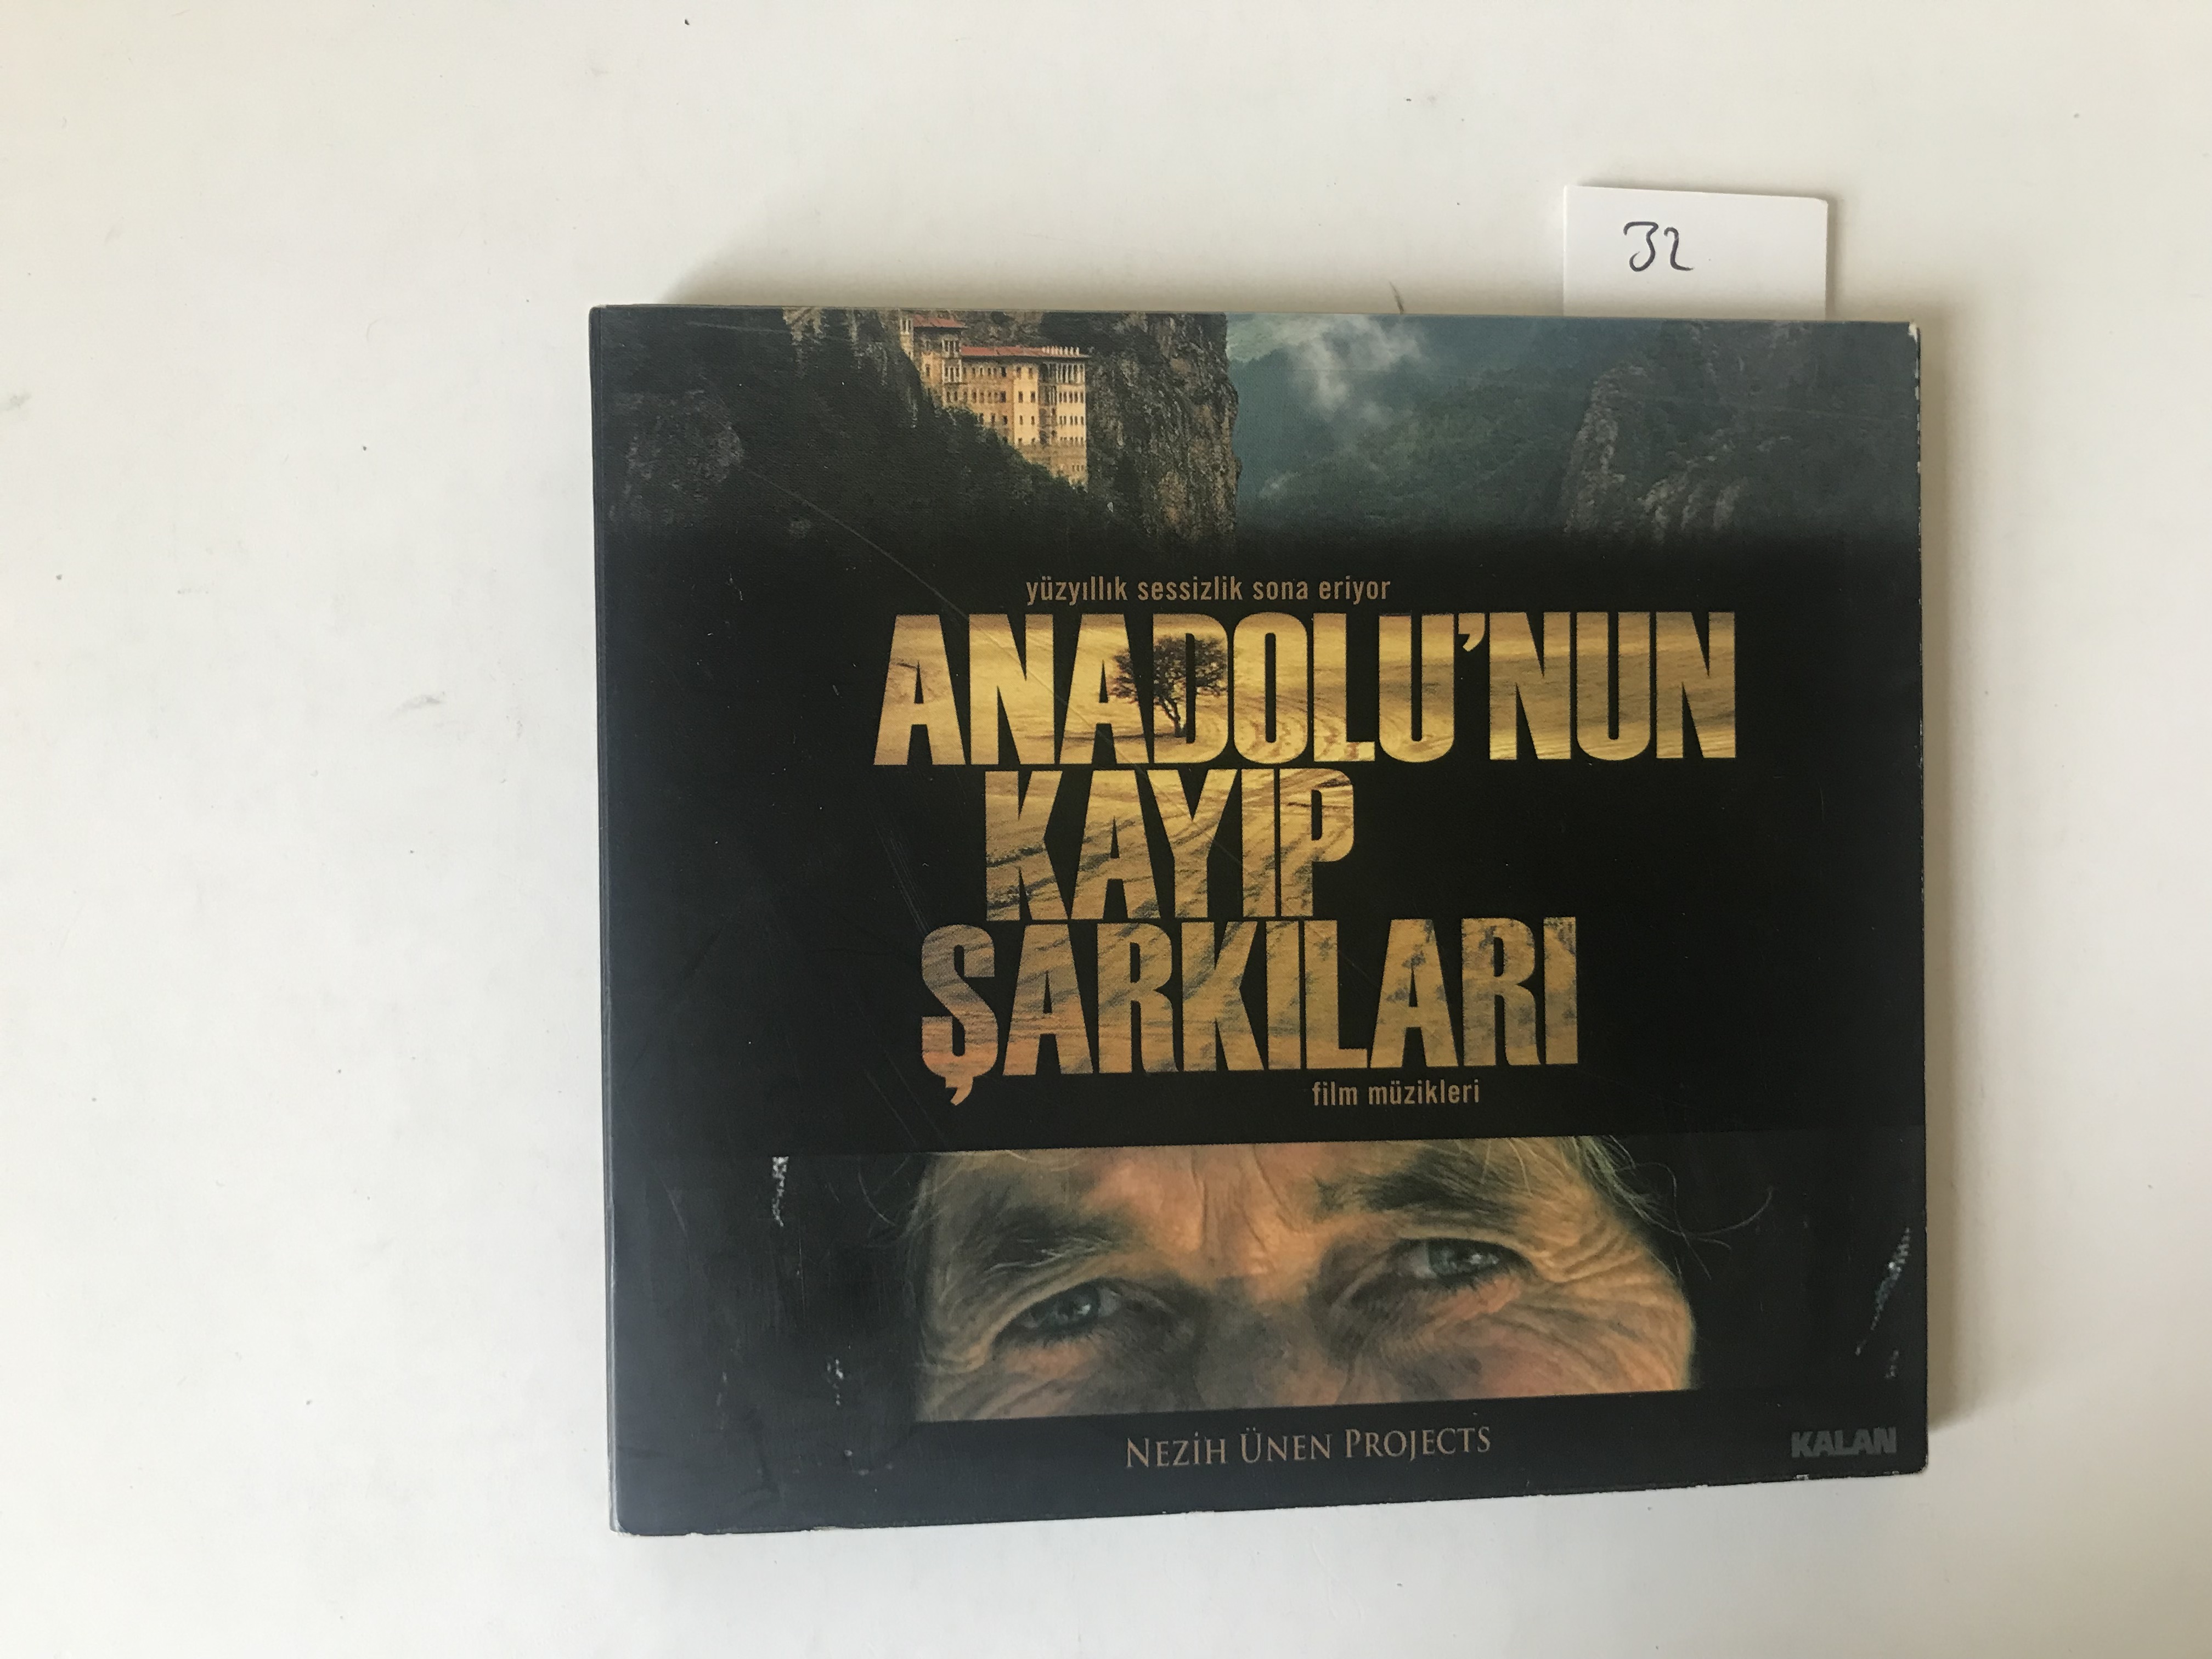 32
yüzyıllık sessizlik sona eriyor
ANADOLU'NUN
KAYIP
ŞARKILARI
film müzikleri
NEZİH ÜNEN PROJECTS
KALAN